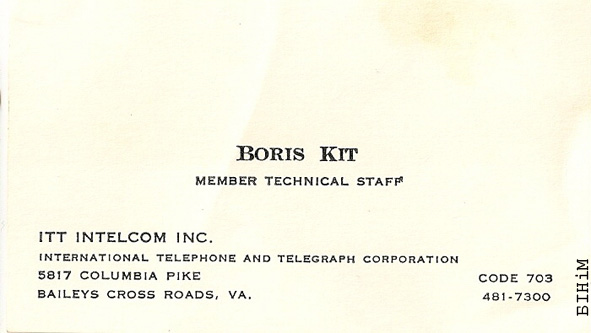 BORIS KIT
MEMBER TECHNICAL STAFF
ITT INTELCOM INC.
INTERNATIONAL TELEPHONE AND TELEGRAPH CORPORATION
5817 COLUMBIA PIKE
BAILEYS CROSS ROADS, VA.
CODE 703
481-7300
БІНіМ